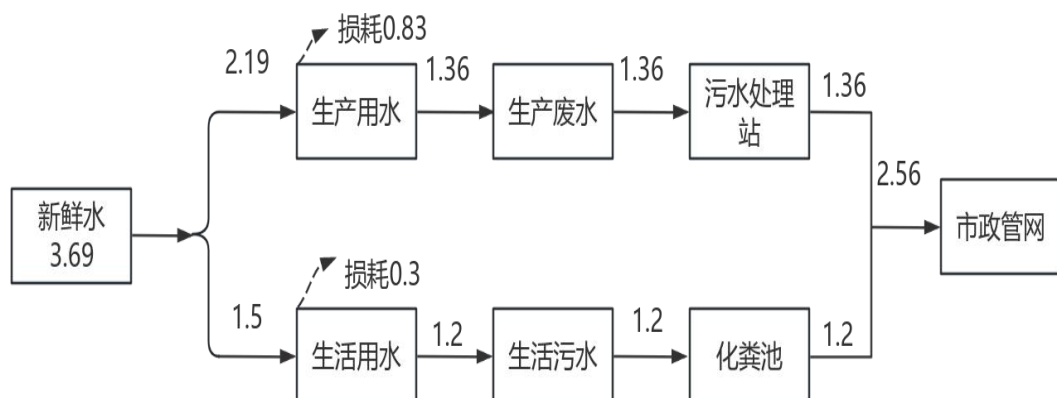 损耗0.83
2.19
生产用水
1.36
生产废水
1.36
污水处理
站
1.36
新鲜水
3.69
2.56
市政管网
损耗0.3
1.5
生活用水
1.2
生活污水
1.2
化粪池
1.2